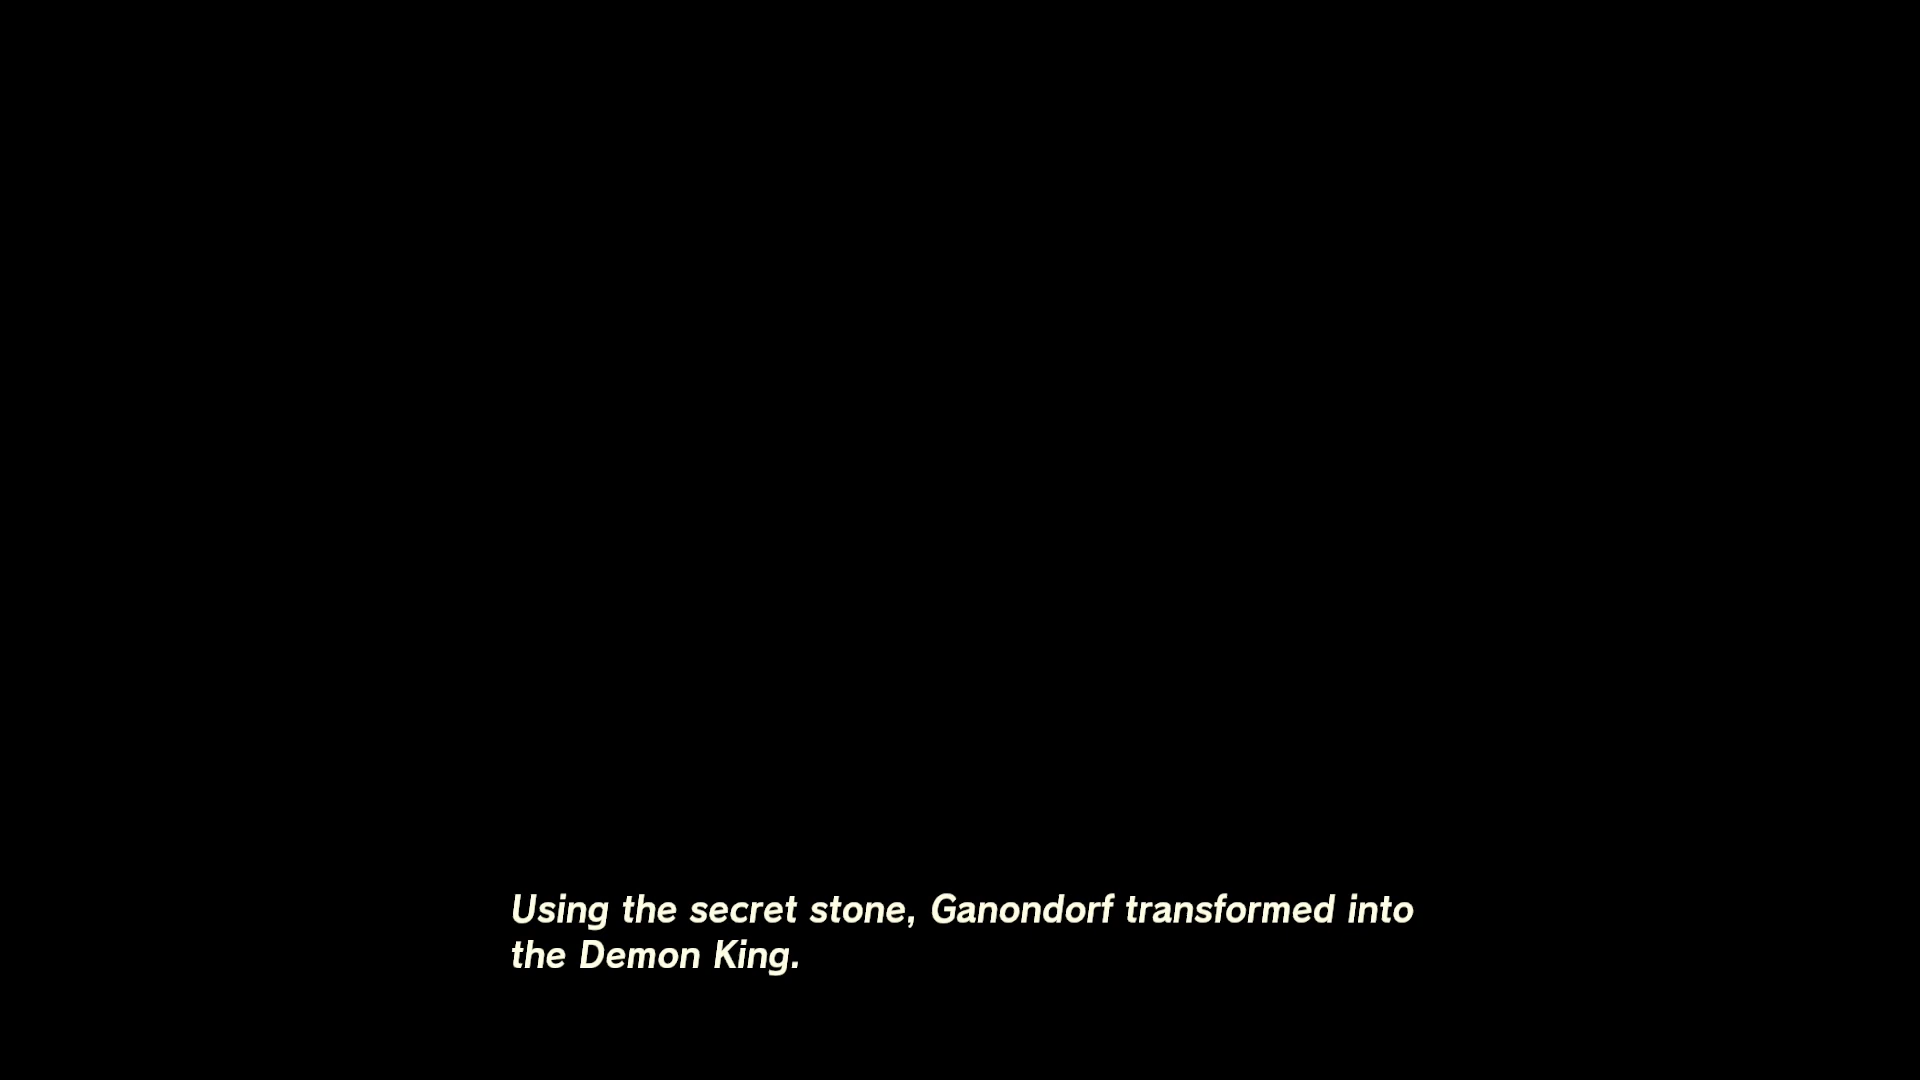 Using the secret stone, Ganondorf transformed into
the Demon King.